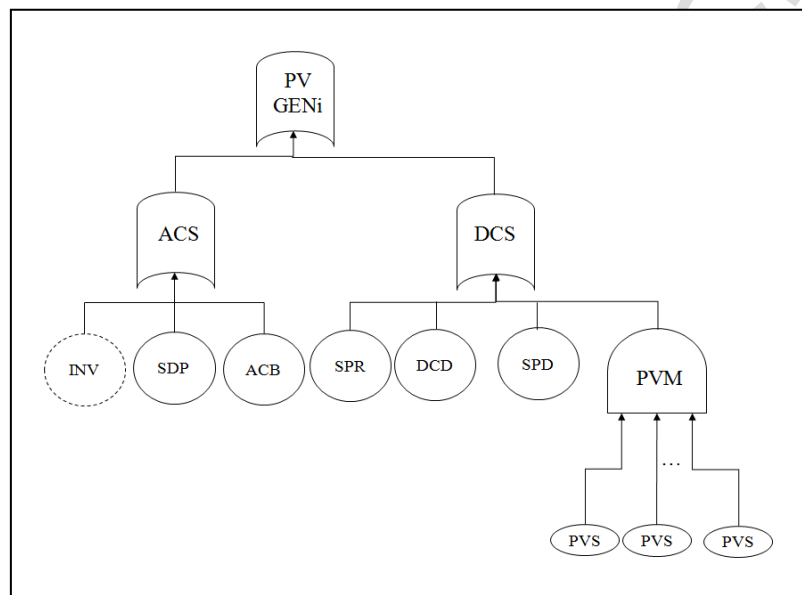 PV
GENi
ACS
DCS
INV
SDP
ACB
SPR
DCD
SPD
PVM
...
PVS
PVS
PVS